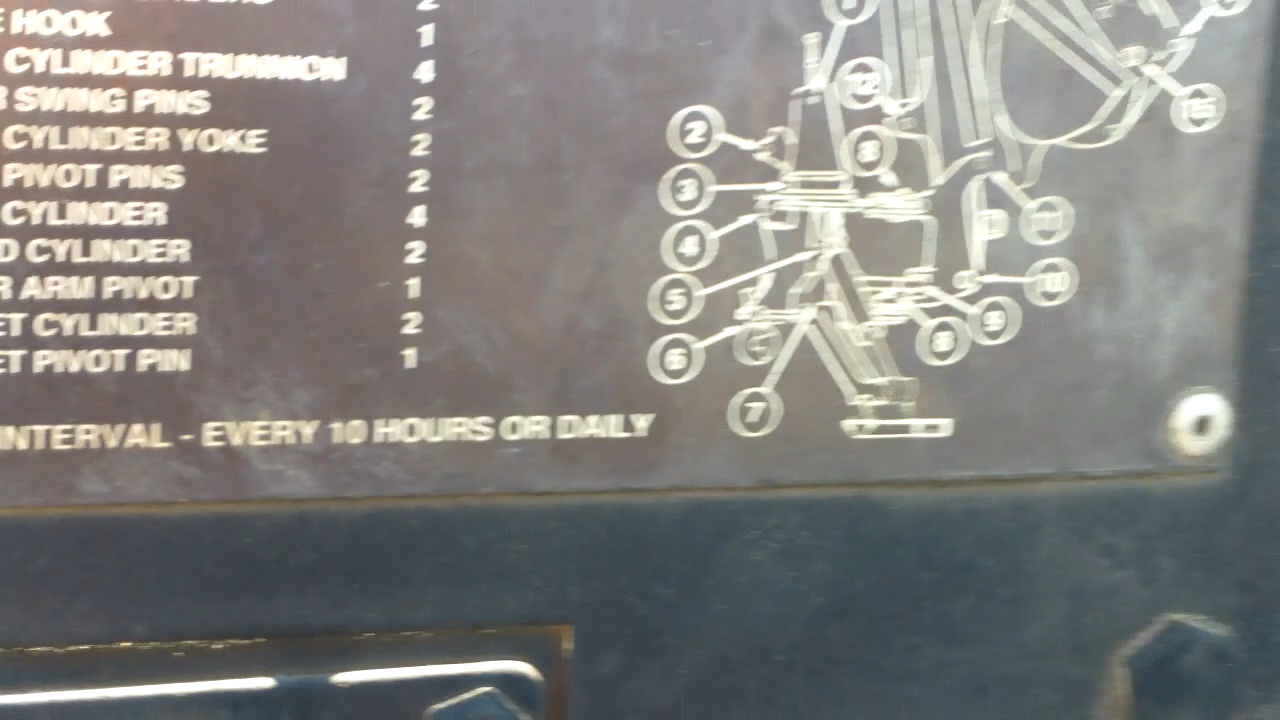 HOOK 1
CYLINDER TRUNNION 4
SWING PINS 2
CYLINDER YOKE 2
PIVOT PINS 2
CYLINDER 4
CYLINDER 2
ARM PIVOT 1
CYLINDER 2
PIVOT PIN 1
INTERVAL - EVERY 10 HOURS OR DAILY
12
15
2
8
3
4
11
5
10
9
8
6
7